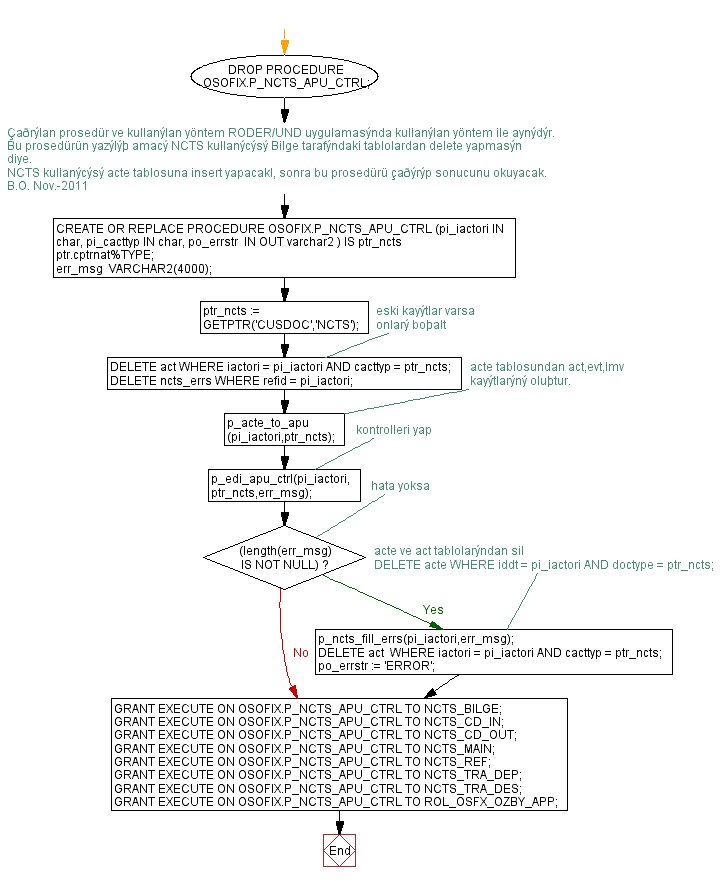 DROP PROCEDURE
OSOFIX.P_NCTS_APU_CTRL;
Çaðrýlan prosedür ve kullanýlan yöntem RODER/UND uygulamasýnda kullanýlan yöntem ile aynýdýr.
Bu prosedürün yazýlýþ amacý NCTS kullanýcýsý Bilge tarafýndaki tablolardan delete yapmasýn
diye.
NCTS kullanýcýsý acte tablosuna insert yapacakl, sonra bu prosedürü çaðýrýp sonucunu okuyacak.
B.O. Nov.-2011
CREATE OR REPLACE PROCEDURE OSOFIX.P_NCTS_APU_CTRL (pi_iactori IN
char, pi_cacttyp IN char, po_errstr IN OUT varchar2 ) IS ptr_ncts
ptr.cptrnat%TYPE;
err_msg VARCHAR2(4000);
ptr_ncts :=
GETPTR('CUSDOC','NCTS');
eski kayýtlar varsa
onlarý boþalt
DELETE act WHERE iactori = pi_iactori AND cacttyp = ptr_ncts;
DELETE ncts_errs WHERE refid = pi_iactori;
acte tablosundan act,evt,lmv
kayýtlarýný oluþtur.
p_acte_to_apu
(pi_iactori,ptr_ncts);
kontrolleri yap
p_edi_apu_ctrl(pi_iactori,
ptr_ncts,err_msg);
hata yoksa
(length(err_msg)
IS NOT NULL) ?
acte ve act tablolarýndan sil
DELETE acte WHERE iddt = pi_iactori AND doctype = ptr_ncts;
Yes
p_ncts_fill_errs(pi_iactori,err_msg);
DELETE act WHERE iactori = pi_iactori AND cacttyp = ptr_ncts;
po_errstr := 'ERROR';
No
GRANT EXECUTE ON OSOFIX.P_NCTS_APU_CTRL TO NCTS_BILGE;
GRANT EXECUTE ON OSOFIX.P_NCTS_APU_CTRL TO NCTS_CD_IN;
GRANT EXECUTE ON OSOFIX.P_NCTS_APU_CTRL TO NCTS_CD_OUT;
GRANT EXECUTE ON OSOFIX.P_NCTS_APU_CTRL TO NCTS_MAIN;
GRANT EXECUTE ON OSOFIX.P_NCTS_APU_CTRL TO NCTS_REF;
GRANT EXECUTE ON OSOFIX.P_NCTS_APU_CTRL TO NCTS_TRA_DEP;
GRANT EXECUTE ON OSOFIX.P_NCTS_APU_CTRL TO NCTS_TRA_DES;
GRANT EXECUTE ON OSOFIX.P_NCTS_APU_CTRL TO ROL_OSFX_OZBY_APP;
End